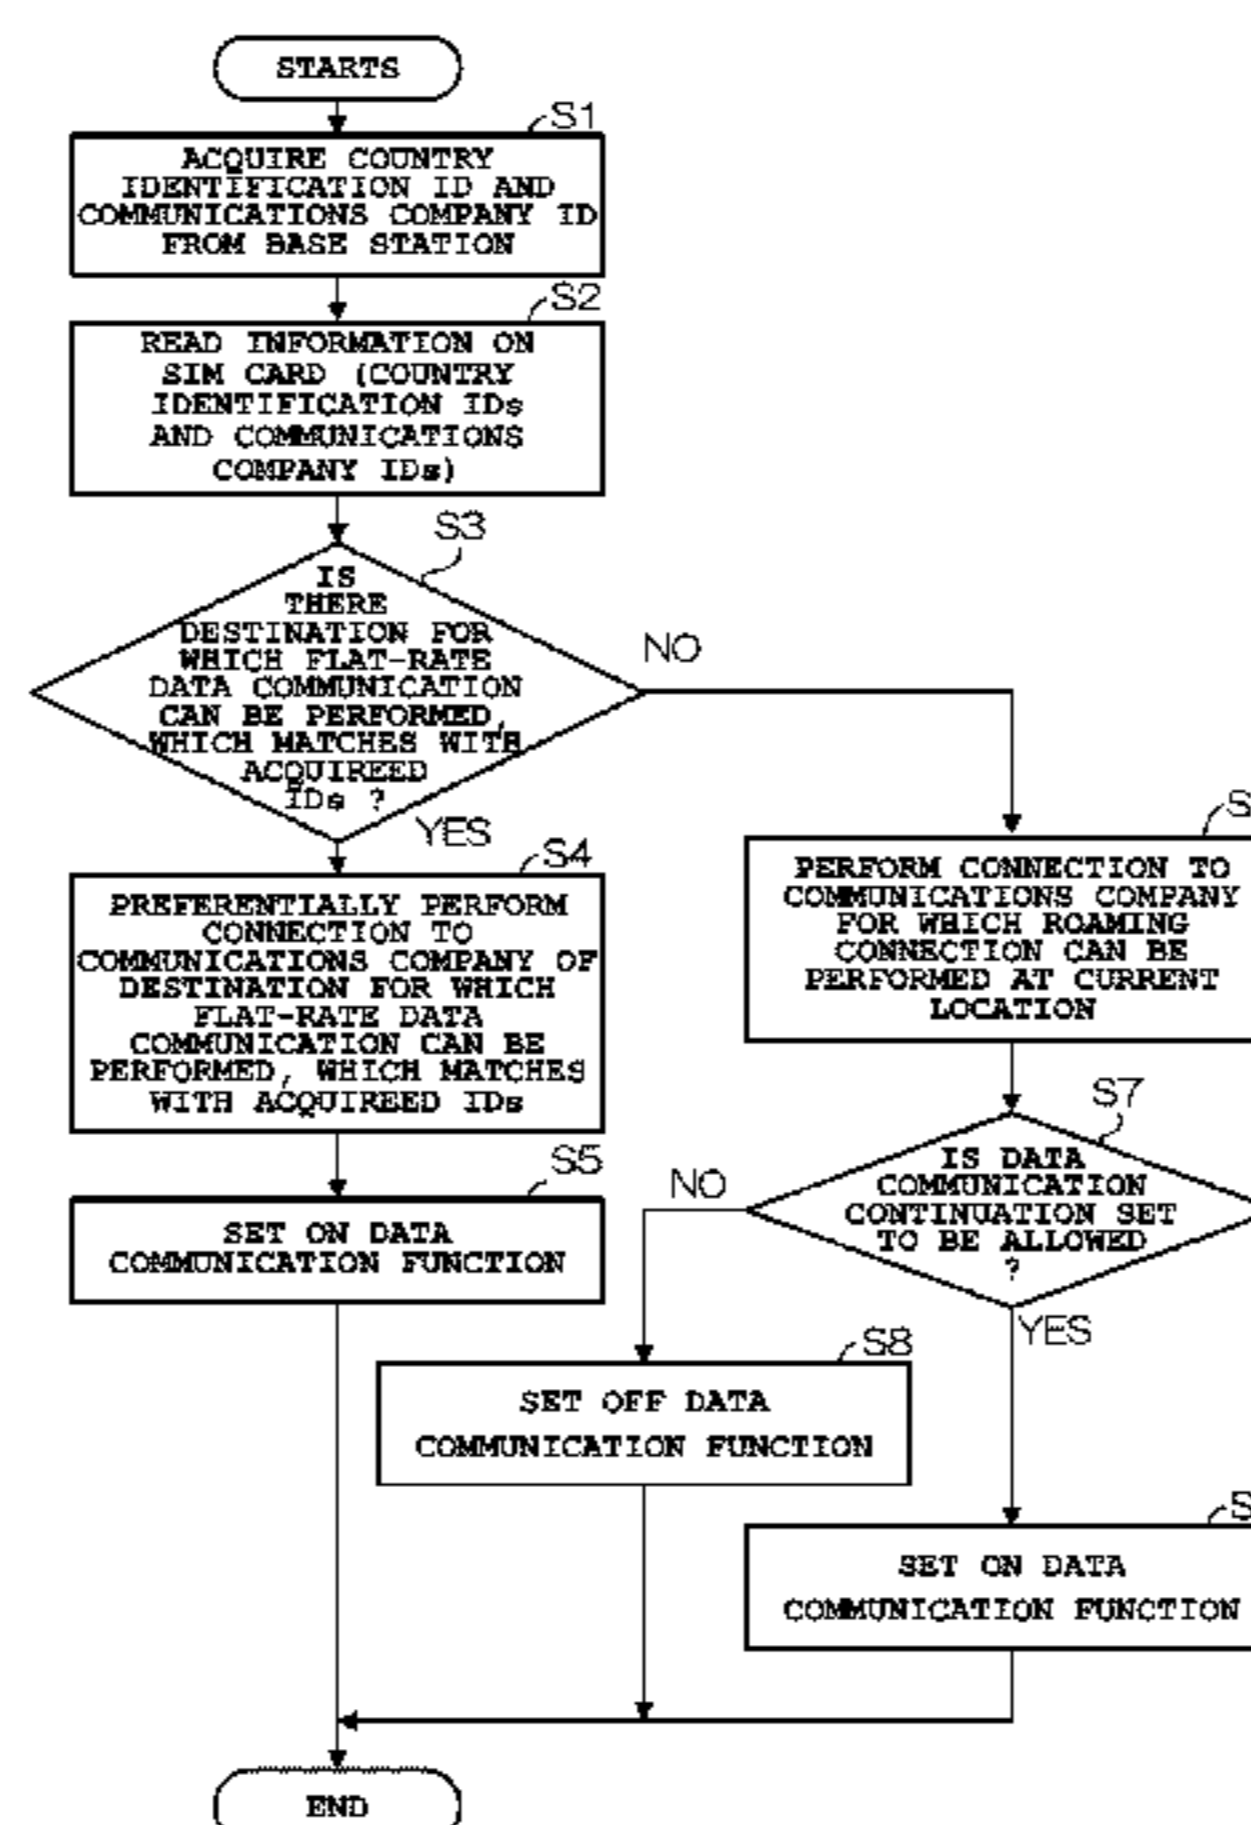 STARTS
S1
ACQUIRE COUNTRY
IDENTIFICATION ID AND
COMMUNICATIONS COMPANY ID
FROM BASE STATION
S2
READ INFORMATION ON
SIM CARD (COUNTRY
IDENTIFICATION IDs
AND COMMUNICATIONS
COMPANY IDs)
S3
IS
THERE
DESTINATION FOR
WHICH FLAT-RATE
DATA COMMUNICATION
CAN BE PERFORMED,
WHICH MATCHES WITH
ACQUIREED
IDs ?
NO
YES
S4
PREFERENTIALLY PERFORM
CONNECTION TO
COMMUNICATIONS COMPANY OF
DESTINATION FOR WHICH
FLAT-RATE DATA
COMMUNICATION CAN BE
PERFORMED, WHICH MATCHES
WITH ACQUIREED IDs
S5
SET ON DATA
COMMUNICATION FUNCTION
S
PERFORM CONNECTION TO
COMMUNICATIONS COMPANY
FOR WHICH ROAMING
CONNECTION CAN BE
PERFORMED AT CURRENT
LOCATION
S7
IS DATA
COMMUNICATION
CONTINUATION SET
TO BE ALLOWED
?
NO
YES
S8
SET OFF DATA
COMMUNICATION FUNCTION
S
SET ON DATA
COMMUNICATION FUNCTION
END